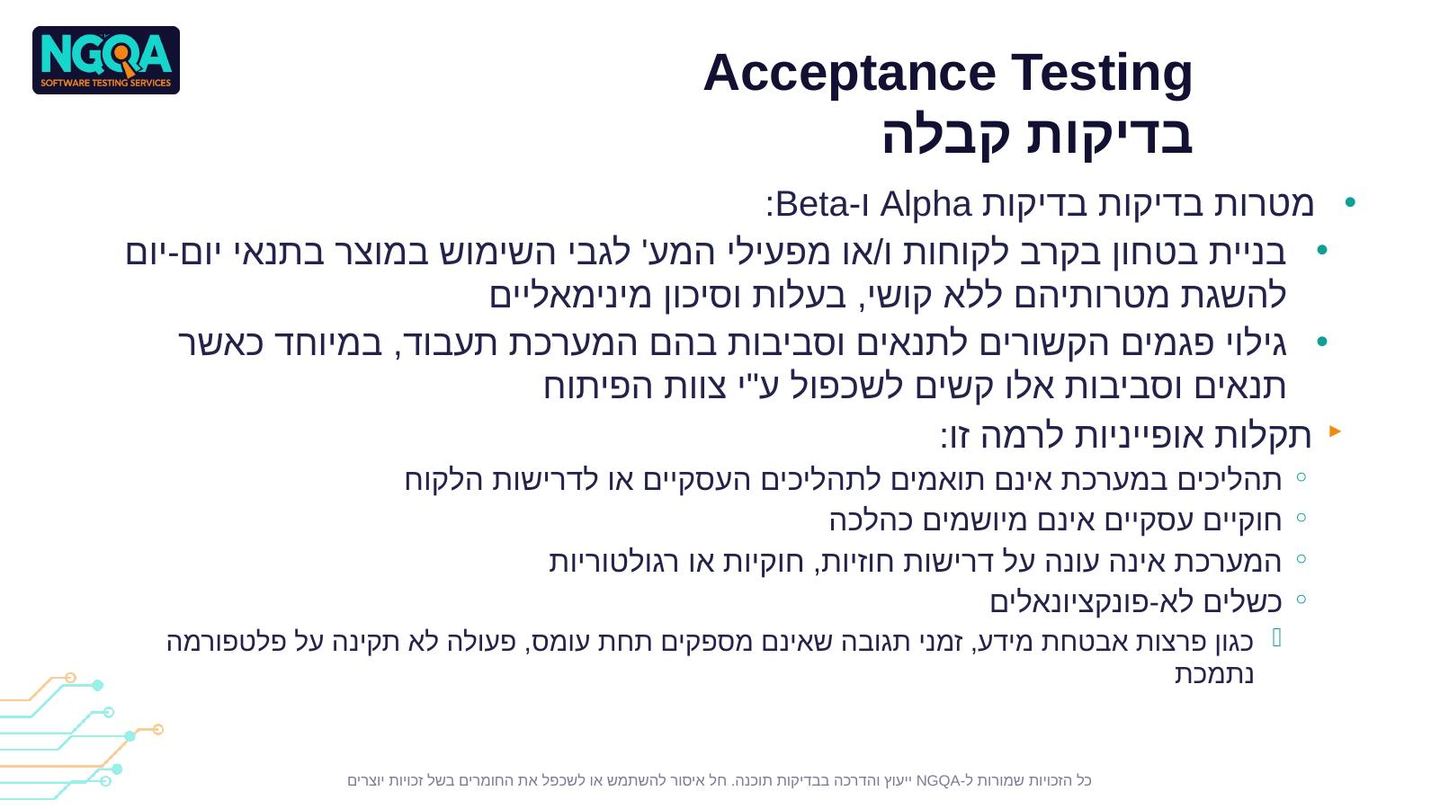 NGQA
SOFTWARE TESTING SERVICES
Acceptance Testing
בדיקות קבלה
• מטרות בדיקות בדיקות Alpha ו-Beta:
• בניית בטחון בקרב לקוחות ו/או מפעילי המע' לגבי השימוש במוצר בתנאי יום-יום
להשגת מטרותיהם ללא קושי, בעלות וסיכון מינימאליים
• גילוי פגמים הקשורים לתנאים וסביבות בהם המערכת תעבוד, במיוחד כאשר
תנאים וסביבות אלו קשים לשכפול ע"י צוות הפיתוח
▸ תקלות אופייניות לרמה זו:
○ תהליכים במערכת אינם תואמים לתהליכים העסקיים או לדרישות הלקוח
○ חוקיים עסקיים אינם מיושמים כהלכה
○ המערכת אינה עונה על דרישות חוזיות, חוקיות או רגולטוריות
○ כשלים לא-פונקציונאלים
▯ כגון פרצות אבטחת מידע, זמני תגובה שאינם מספקים תחת עומס, פעולה לא תקינה על פלטפורמה
נתמכת
כל הזכויות שמורות ל-NGQA ייעוץ והדרכה בבדיקות תוכנה. חל איסור להשתמש או לשכפל את החומרים בשל זכויות יוצרים